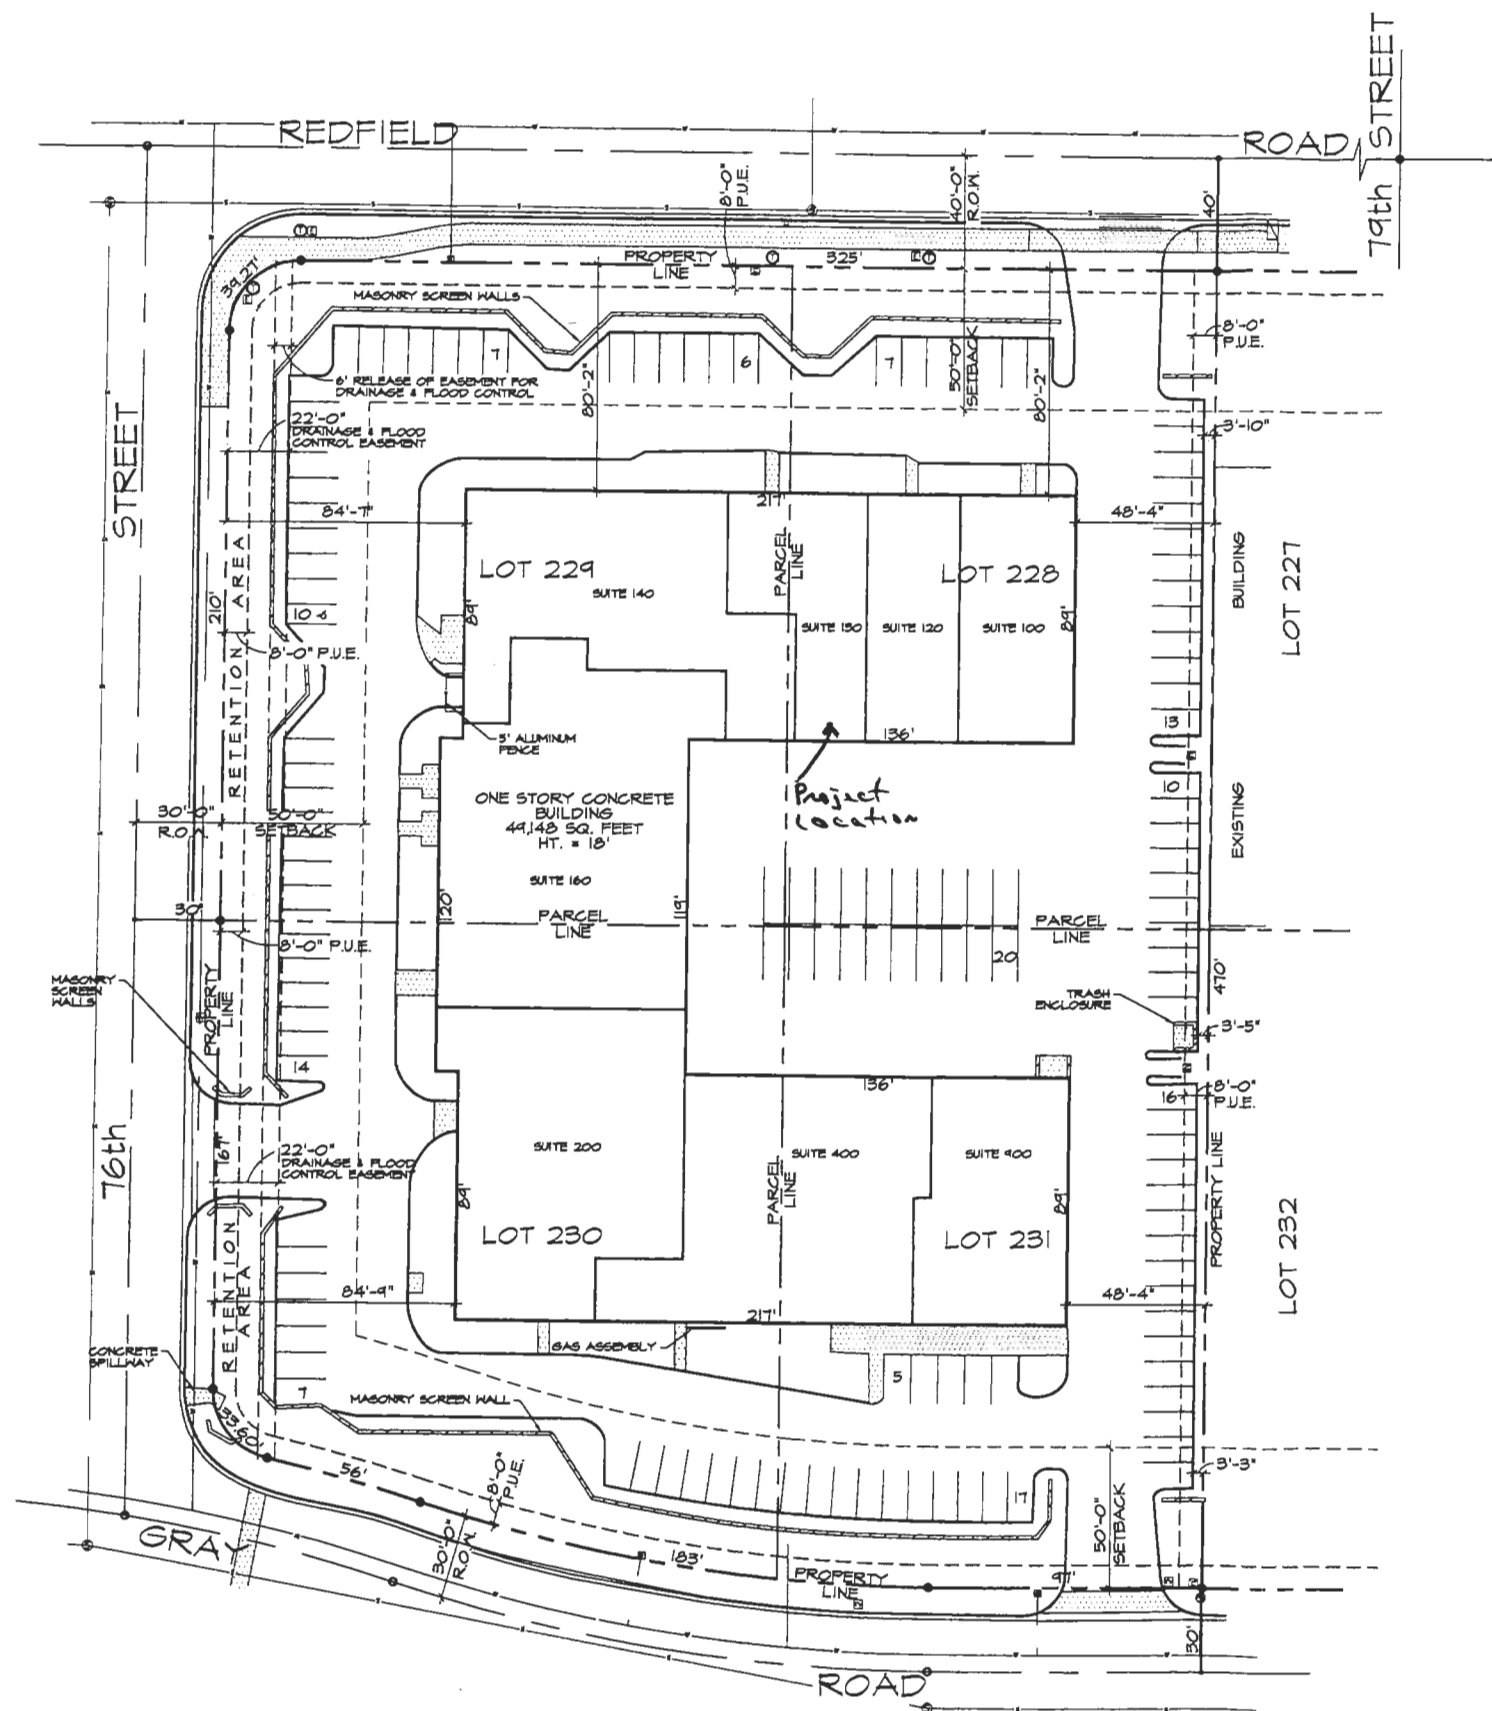 REDFIELD
ROAD
79th STREET
8'-0"
P.U.E.
40'-0"
R.O.W.
40'
39.27'
PROPERTY
LINE
325'
MASONRY SCREEN WALLS
7
6
7
8'-0"
P.U.E.
6' RELEASE OF EASEMENT FOR
DRAINAGE & FLOOD CONTROL
80'-2"
50'-0"
SETBACK
80'-2"
22'-0"
DRAINAGE & FLOOD
CONTROL EASEMENT
3'-10"
STREET
84'-7"
217'
48'-4"
RETENTION AREA
210'
LOT 229
SUITE 140
PARCEL
LINE
LOT 228
BUILDING
LOT 227
10
89'
SUITE 150
SUITE 120
SUITE 100
89'
8'-0" P.U.E.
5' ALUMINUM
FENCE
136'
13
10
Project
Location
ONE STORY CONCRETE
BUILDING
49,148 SQ. FEET
HT. = 18'
SUITE 160
30'-0"
R.O.W.
50'-0"
SETBACK
EXISTING
30'
120'
119'
PARCEL
LINE
PARCEL
LINE
20
8'-0" P.U.E.
MASONRY
SCREEN
WALLS
PROPERTY
LINE
470'
TRASH
ENCLOSURE
3'-5"
14
136'
16
8'-0"
P.U.E.
76th
167'
22'-0"
DRAINAGE & FLOOD
CONTROL EASEMENT
SUITE 200
SUITE 400
SUITE 900
PARCEL
LINE
89'
89'
PROPERTY LINE
LOT 230
LOT 231
LOT 232
RETENTION
AREA
84'-9"
217'
48'-4"
GAS ASSEMBLY
CONCRETE
SPILLWAY
7
MASONRY SCREEN WALL
5
33.60'
56'
8'-0"
P.U.E.
17
50'-0"
SETBACK
3'-3"
GRAY
30'-0"
R.O.W.
183'
PROPERTY
LINE
97'
30'
ROAD